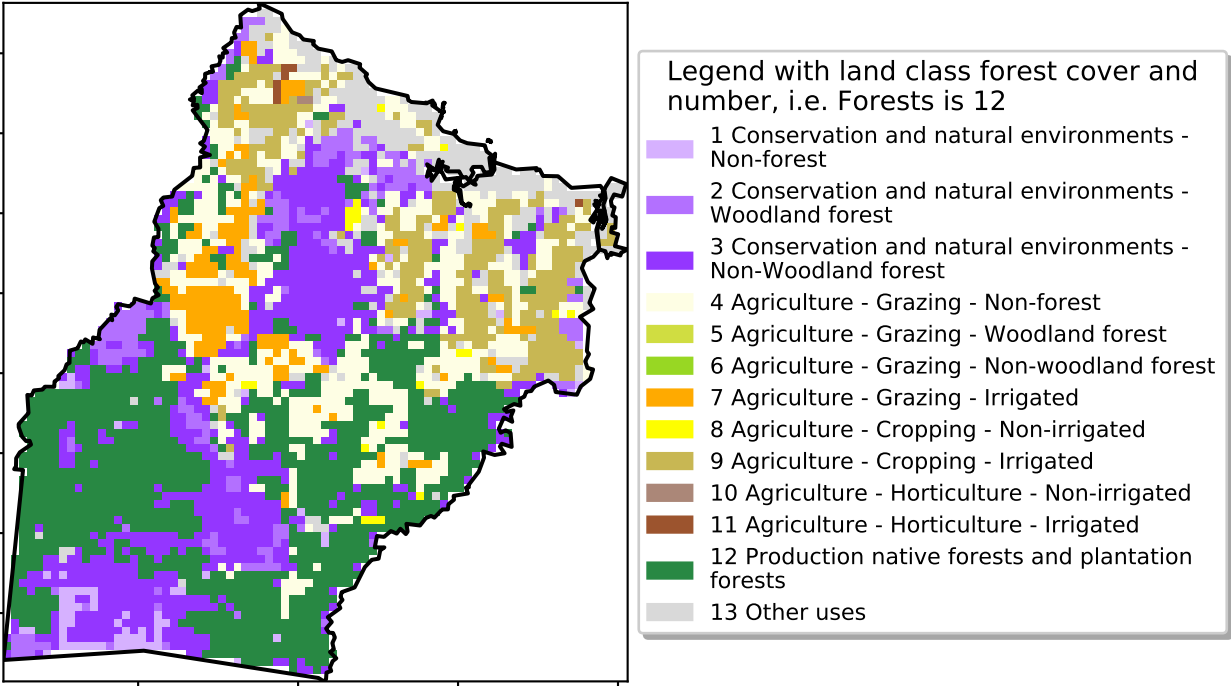 Legend with land class forest cover and
number, i.e. Forests is 12
1 Conservation and natural environments -
Non-forest
2 Conservation and natural environments -
Woodland forest
3 Conservation and natural environments -
Non-Woodland forest
4 Agriculture - Grazing - Non-forest
5 Agriculture - Grazing - Woodland forest
6 Agriculture - Grazing - Non-woodland forest
7 Agriculture - Grazing - Irrigated
8 Agriculture - Cropping - Non-irrigated
9 Agriculture - Cropping - Irrigated
10 Agriculture - Horticulture - Non-irrigated
11 Agriculture - Horticulture - Irrigated
12 Production native forests and plantation
forests
13 Other uses